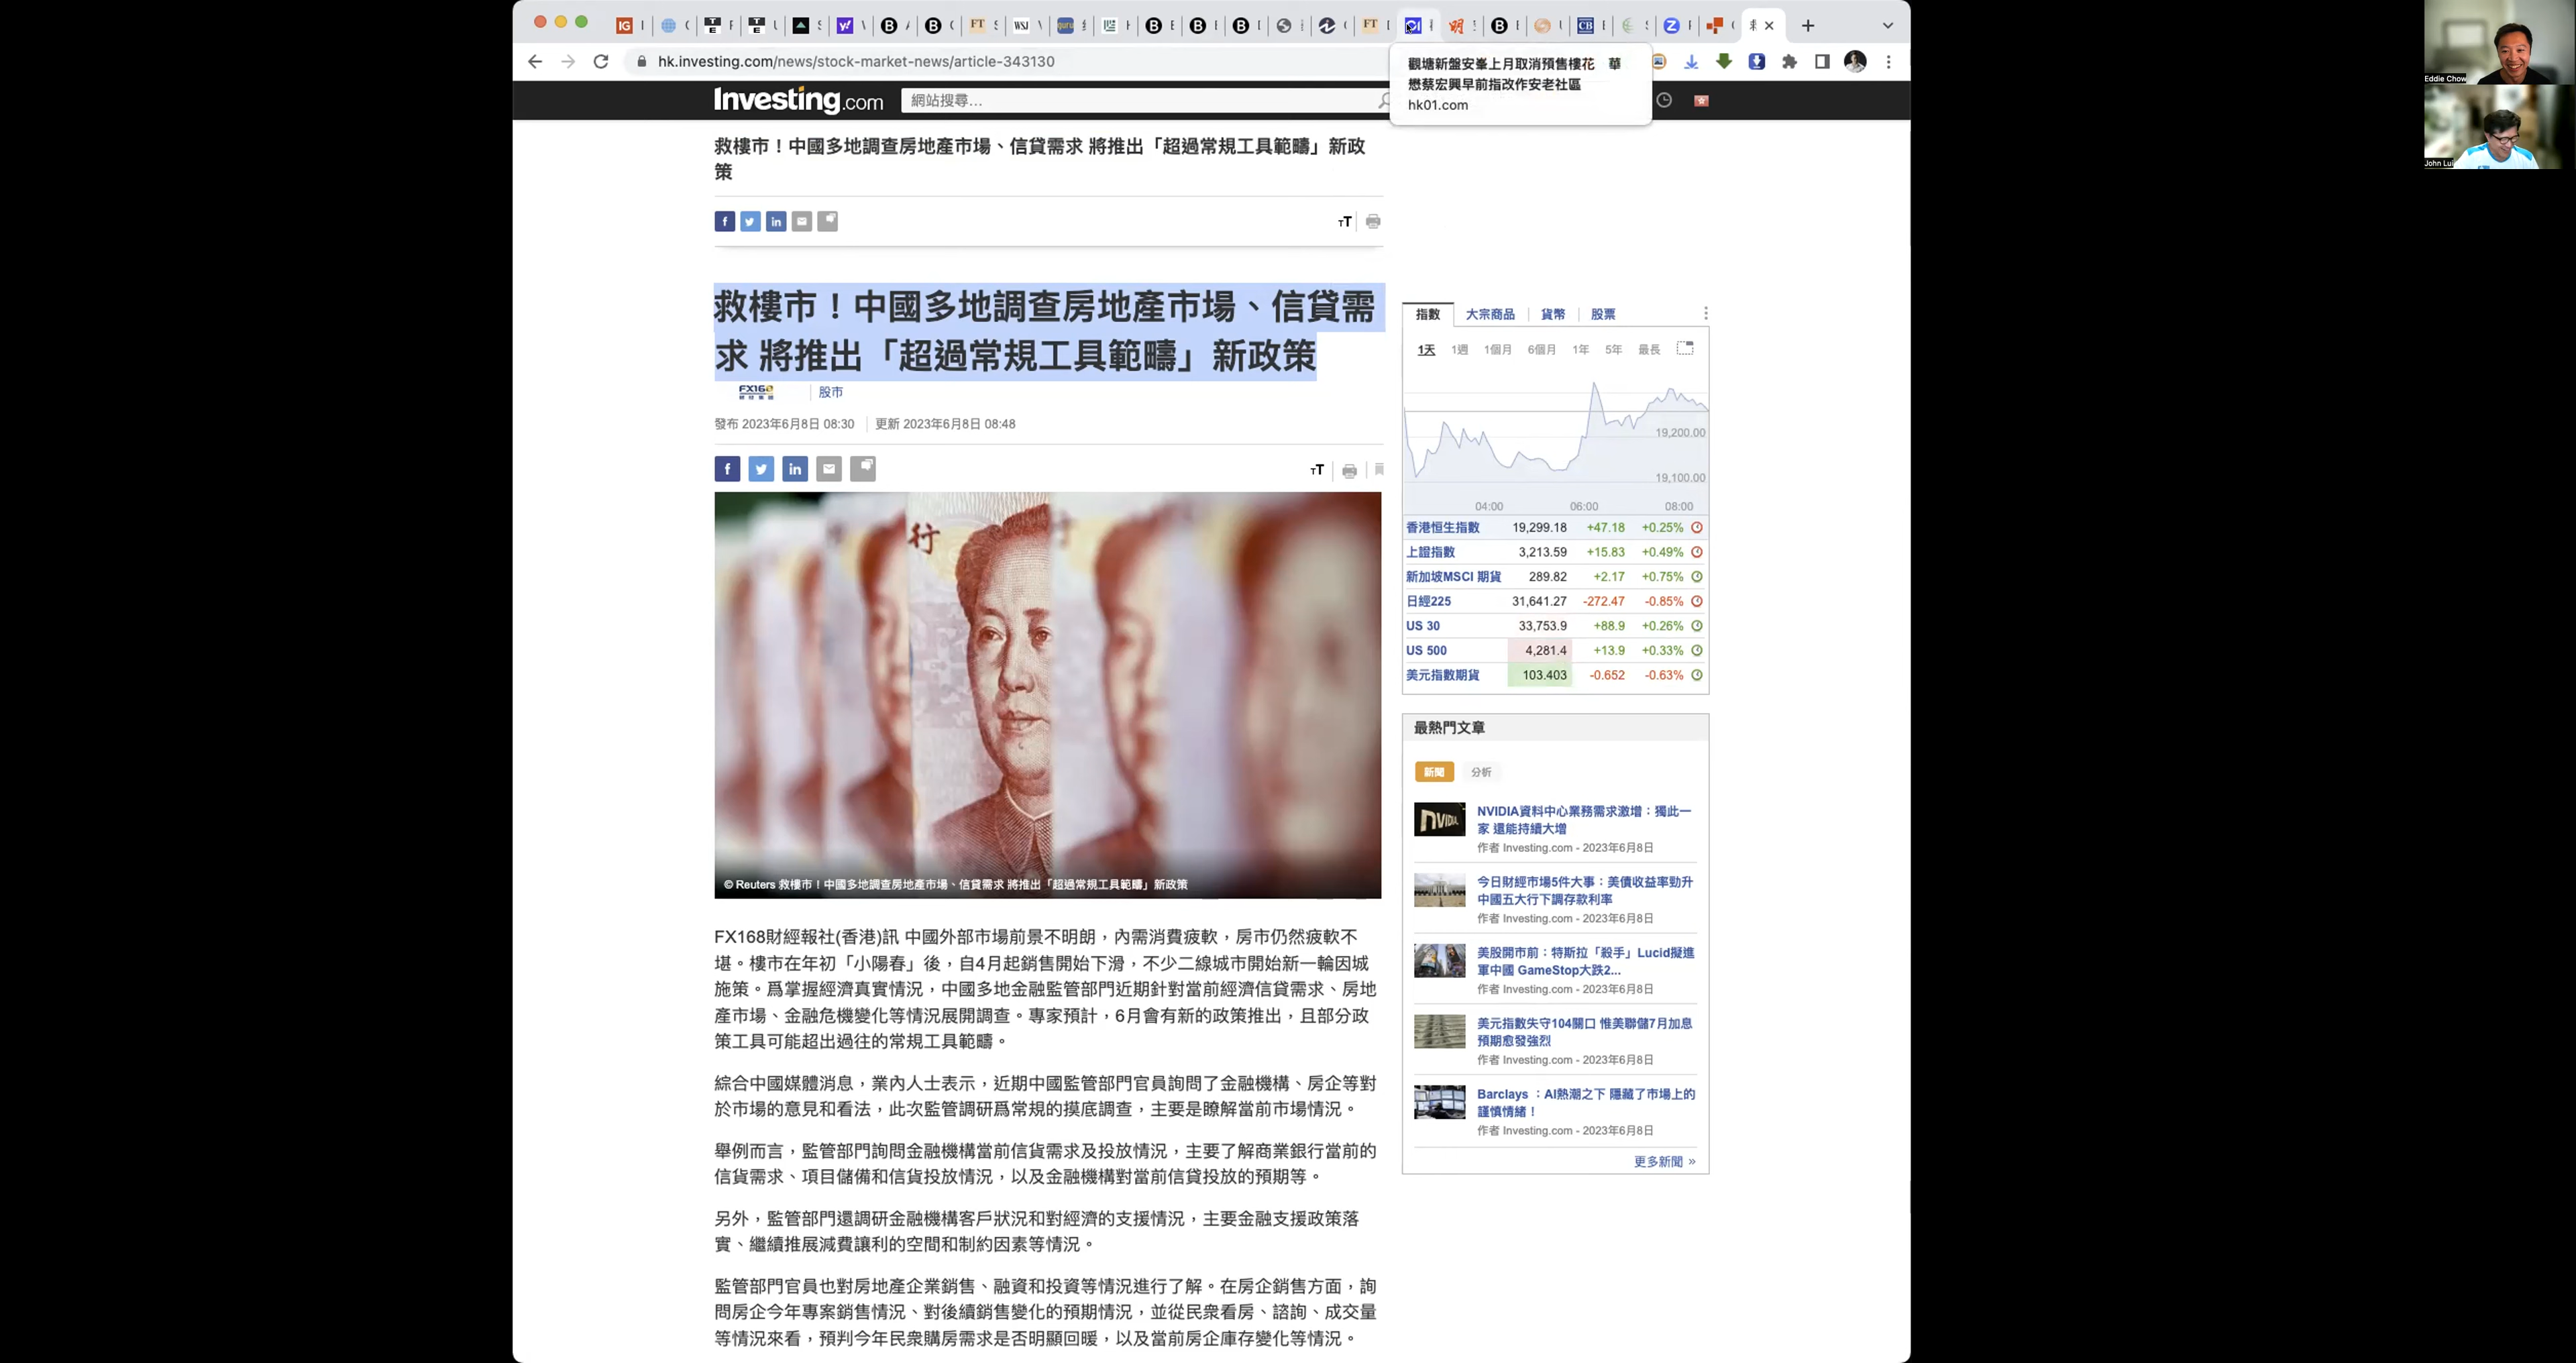 hk.investing.com/news/stock-market-news/article-343130
觀塘新盤安峯上月取消預售樓花 華
懋蔡宏興早前指改作安老社區
hk01.com
Eddie Chow
John Lui
Investing.com
網站搜尋...
救樓市！中國多地調查房地產市場、信貸需求 將推出「超過常規工具範疇」新政
策
救樓市！中國多地調查房地產市場、信貸需
求 將推出「超過常規工具範疇」新政策
FX168 | 股市
發布 2023年6月8日 08:30 | 更新 2023年6月8日 08:48
行
© Reuters 救樓市！中國多地調查房地產市場、信貸需求 將推出「超過常規工具範疇」新政策
FX168財經報社(香港)訊 中國外部市場前景不明朗，內需消費疲軟，房市仍然疲軟不
堪。樓市在年初「小陽春」後，自4月起銷售開始下滑，不少二線城市開始新一輪因城
施策。爲掌握經濟真實情況，中國多地金融監管部門近期針對當前經濟信貸需求、房地
產市場、金融危機變化等情況展開調查。專家預計，6月會有新的政策推出，且部分政
策工具可能超出過往的常規工具範疇。
綜合中國媒體消息，業內人士表示，近期中國監管部門官員詢問了金融機構、房企等對
於市場的意見和看法，此次監管調研爲常規的摸底調查，主要是瞭解當前市場情況。
舉例而言，監管部門詢問金融機構當前信貸需求及投放情況，主要了解商業銀行當前的
信貸需求、項目儲備和信貸投放情況，以及金融機構對當前信貸投放的預期等。
另外，監管部門還調研金融機構客戶狀況和對經濟的支援情況，主要金融支援政策落
實、繼續推展減費讓利的空間和制約因素等情況。
監管部門官員也對房地產企業銷售、融資和投資等情況進行了解。在房企銷售方面，詢
問房企今年專案銷售情況、對後續銷售變化的預期情況，並從民衆看房、諮詢、成交量
等情況來看，預判今年民衆購房需求是否明顯回暖，以及當前房企庫存變化等情況。
指數 大宗商品 貨幣 股票
1天 1週 1個月 6個月 1年 5年 最長
19,200.00
19,100.00
04:00 06:00 08:00
香港恒生指數 19,299.18 +47.18 +0.25%
上證指數 3,213.59 +15.83 +0.49%
新加坡MSCI 期貨 289.82 +2.17 +0.75%
日經225 31,641.27 -272.47 -0.85%
US 30 33,753.9 +88.9 +0.26%
US 500 4,281.4 +13.9 +0.33%
美元指數期貨 103.403 -0.652 -0.63%
最熱門文章
新聞 分析
NVIDIA資料中心業務需求激增：獨此一
家 還能持續大增
作者 Investing.com - 2023年6月8日
今日財經市場5件大事：美債收益率勁升
中國五大行下調存款利率
作者 Investing.com - 2023年6月8日
美股開市前：特斯拉「殺手」Lucid擬進
軍中國 GameStop大跌2...
作者 Investing.com - 2023年6月8日
美元指數失守104關口 惟美聯儲7月加息
預期愈發強烈
作者 Investing.com - 2023年6月8日
Barclays ：AI熱潮之下 隱藏了市場上的
謹慎情緒！
作者 Investing.com - 2023年6月8日
更多新聞 »